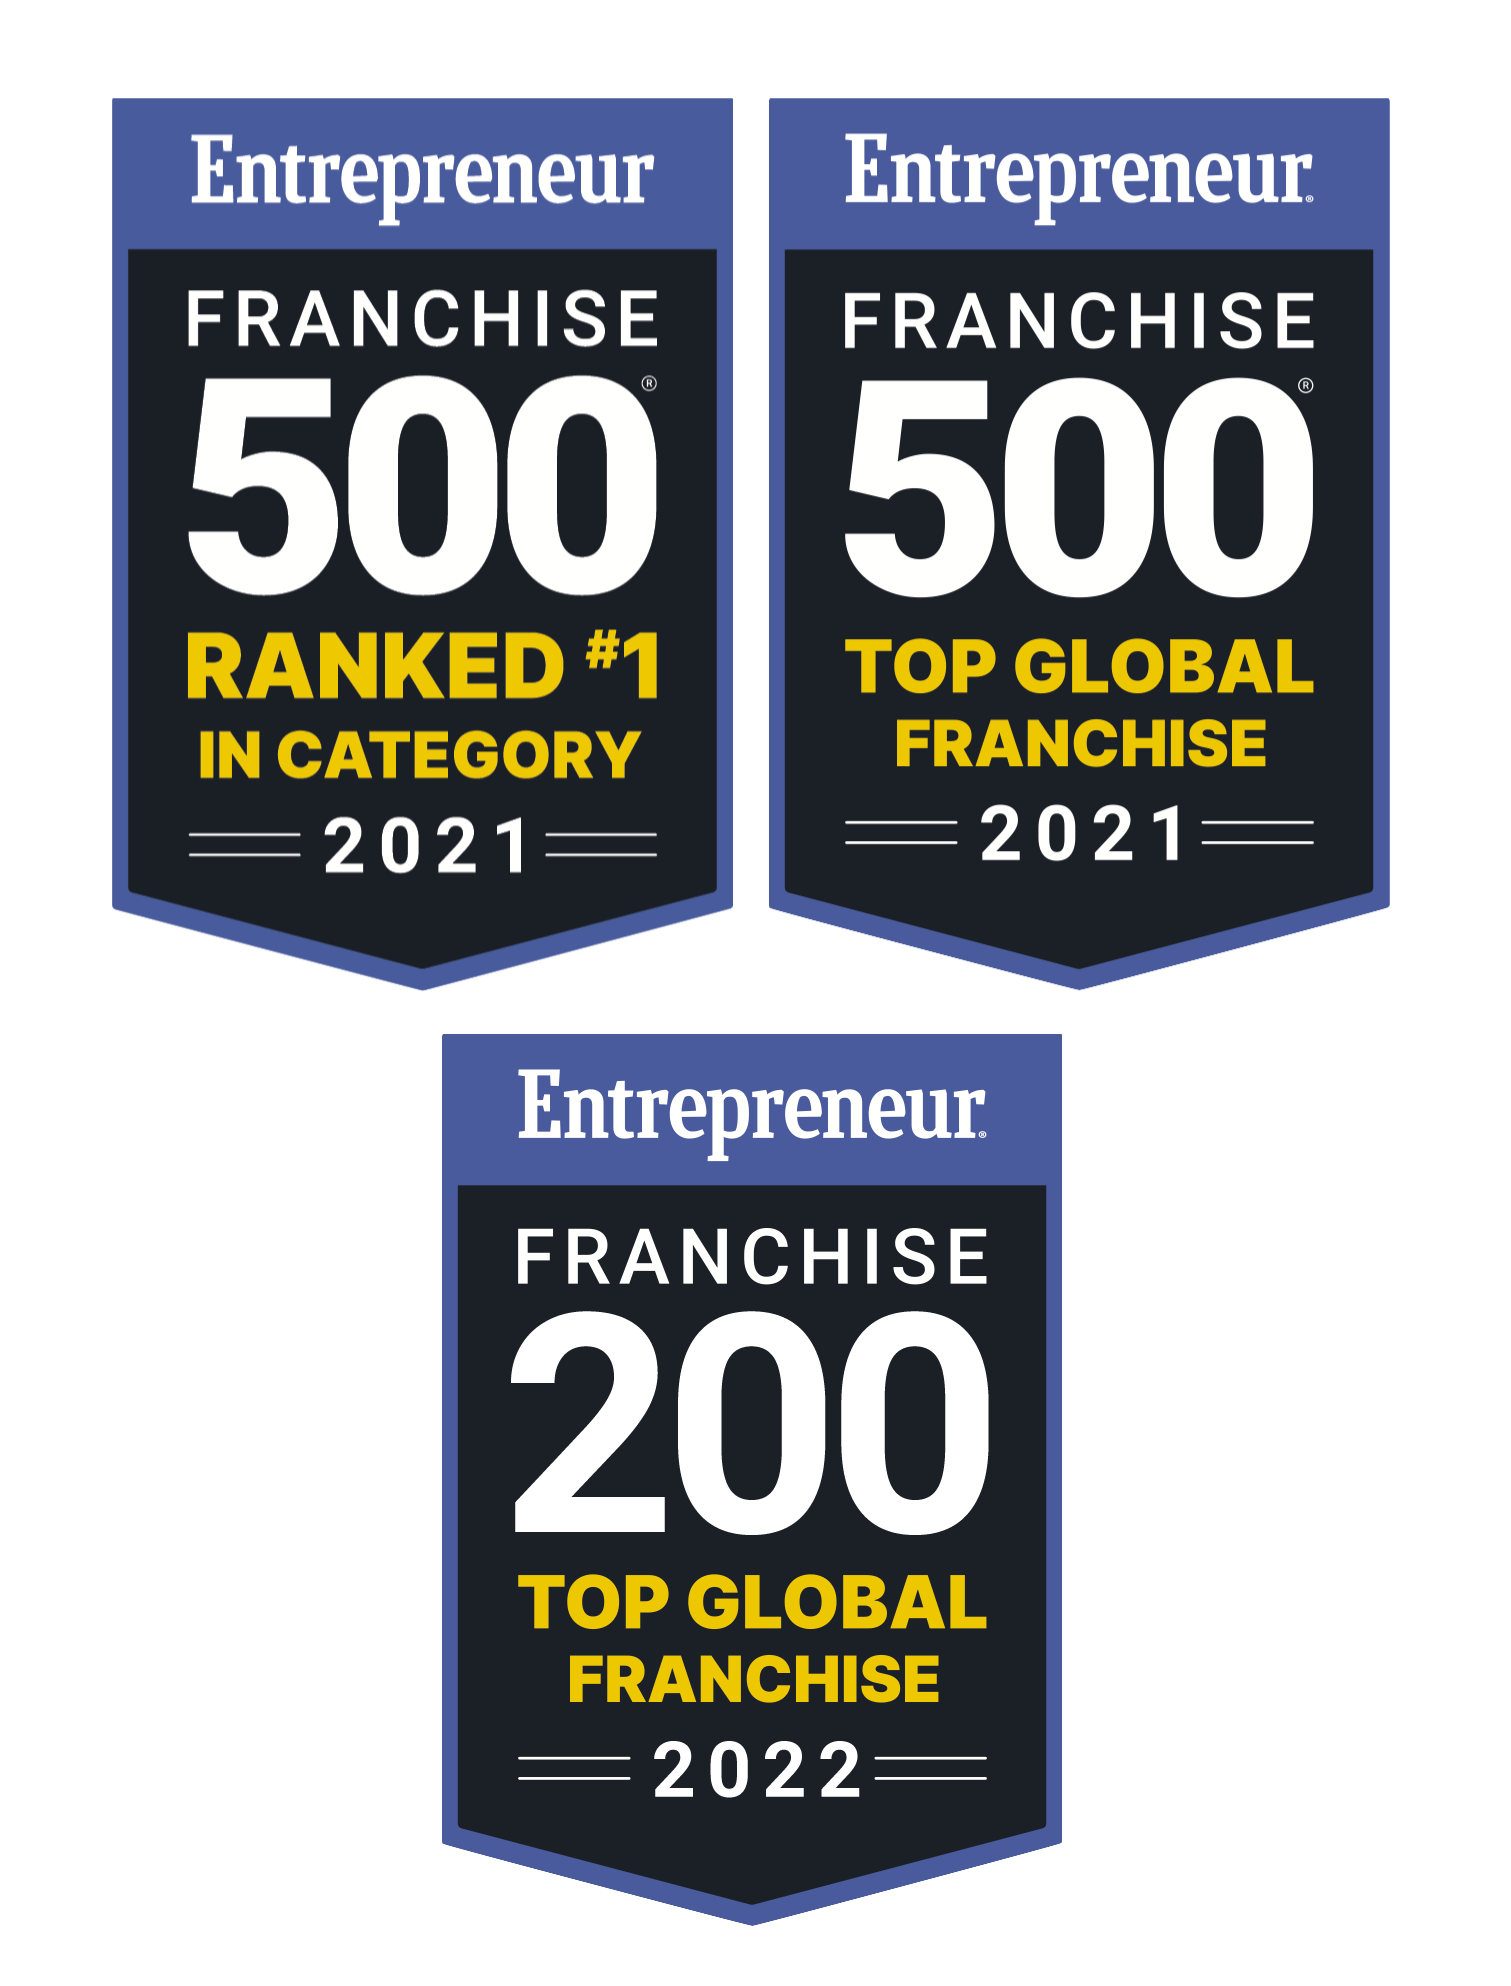 Entrepreneur
FRANCHISE
500®
RANKED #1
IN CATEGORY
2021
Entrepreneur®
FRANCHISE
500®
TOP GLOBAL
FRANCHISE
2021
Entrepreneur®
FRANCHISE
200
TOP GLOBAL
FRANCHISE
2022